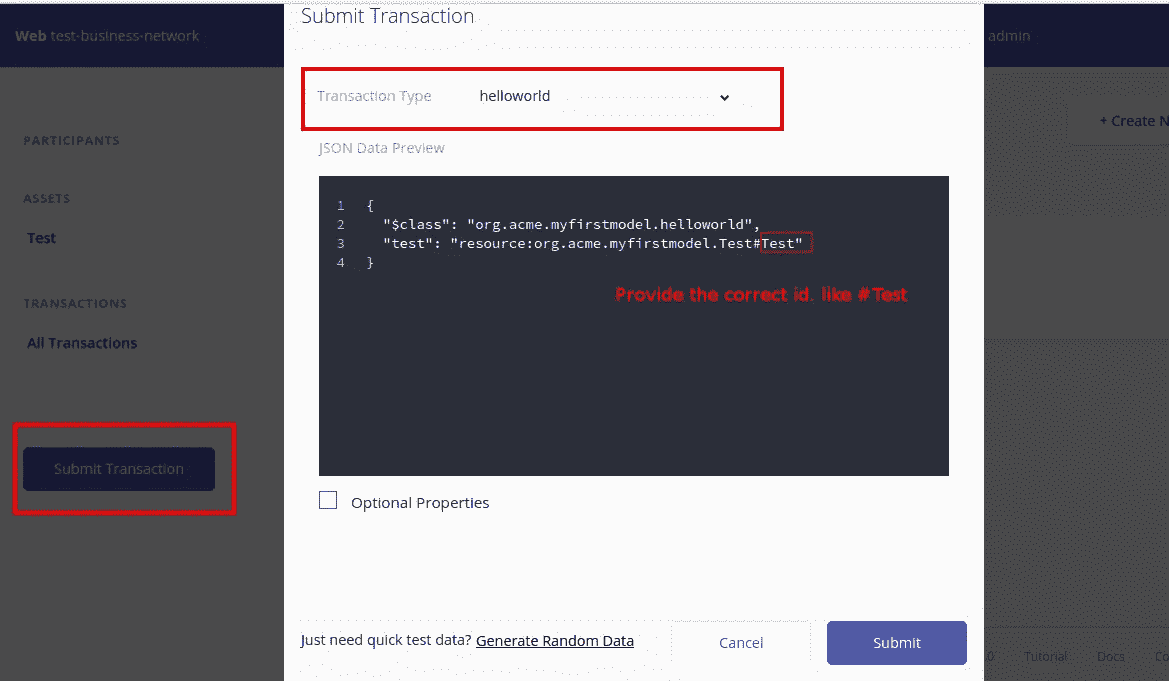 Submit Transaction
Web test-business-network
admin
Transaction Type helloworld
+ Create N
PARTICIPANTS
JSON Data Preview
ASSETS
Test
1 {
2 "$class": "org.acme.myfirstmodel.helloworld",
3 "test": "resource:org.acme.myfirstmodel.Test#Test"
4 }
Provide the correct id. like #Test
TRANSACTIONS
All Transactions
Submit Transaction
Optional Properties
Just need quick test data? Generate Random Data
Cancel
Submit
.0 Tutorial Docs Co